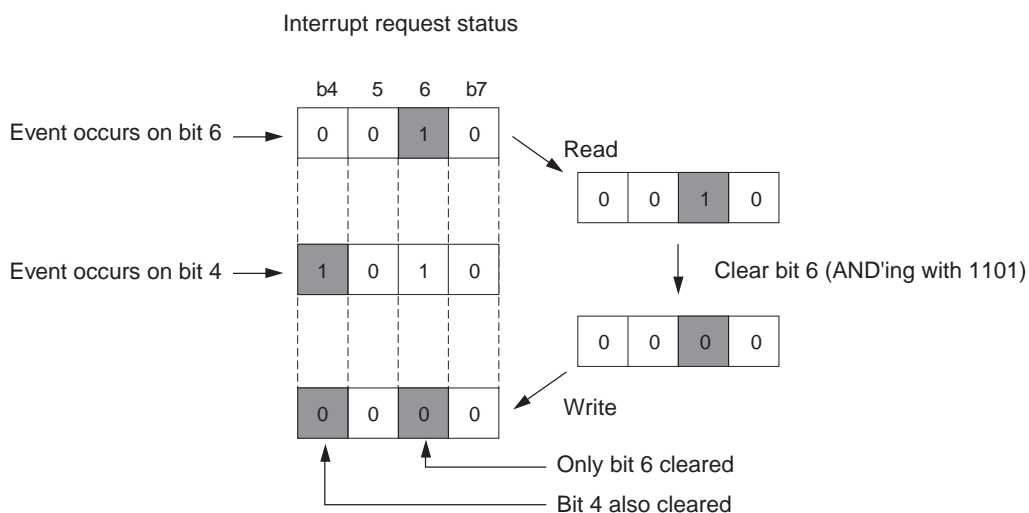 Interrupt request status
b4 5 6 b7
Event occurs on bit 6
0 0 1 0
Read
0 0 1 0
Event occurs on bit 4
1 0 1 0
Clear bit 6 (AND'ing with 1101)
0 0 0 0
Write
0 0 0 0
Only bit 6 cleared
Bit 4 also cleared